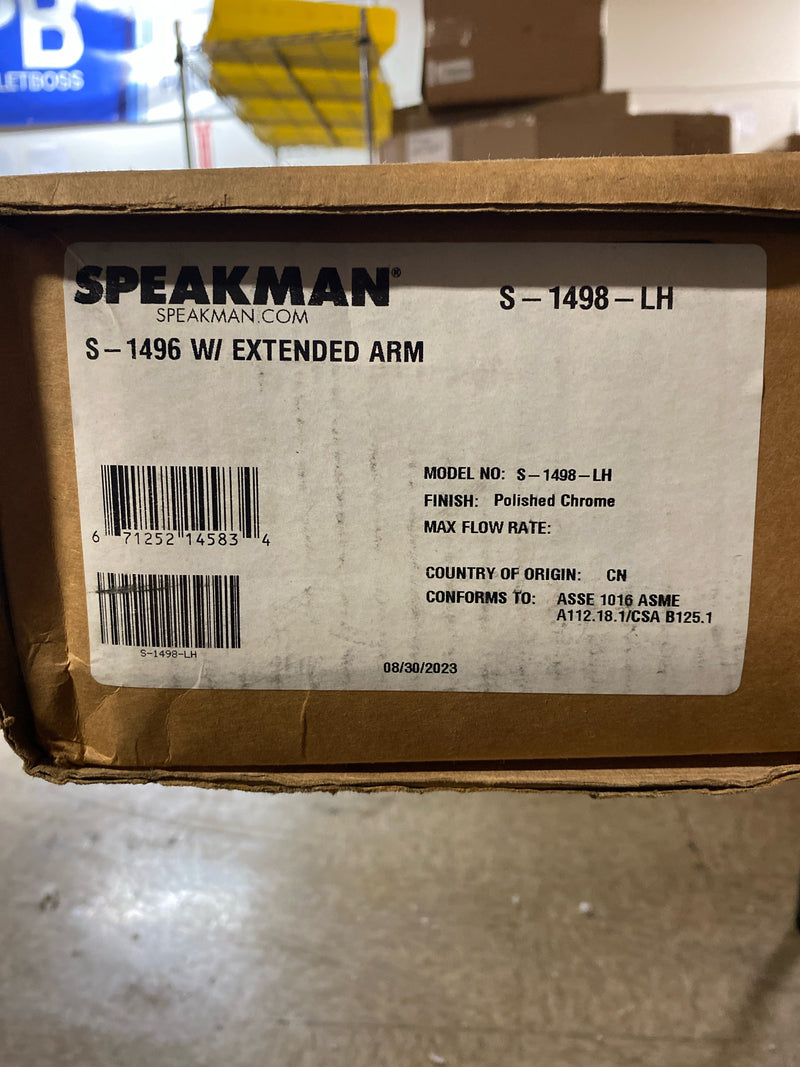 PB
LETBOSS
SPEAKMAN®
SPEAKMAN.COM
S-1498-LH
S-1496 W/ EXTENDED ARM
6 71252 14583 4
S-1498-LH
MODEL NO: S-1498-LH
FINISH: Polished Chrome
MAX FLOW RATE:
COUNTRY OF ORIGIN: CN
CONFORMS TO: ASSE 1016 ASME
A112.18.1/CSA B125.1
08/30/2023